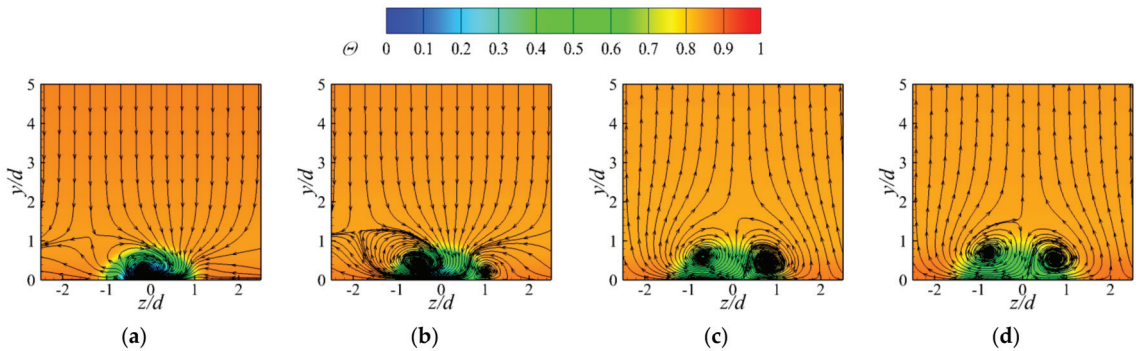 Θ 0 0.1 0.2 0.3 0.4 0.5 0.6 0.7 0.8 0.9 1
5 5 5 5
4 4 4 4
y/d y/d y/d y/d
3 3 3 3
2 2 2 2
1 1 1 1
0 0 0 0
-2 -1 0 1 2 -2 -1 0 1 2 -2 -1 0 1 2 -2 -1 0 1 2
z/d z/d z/d z/d
(a) (b) (c) (d)